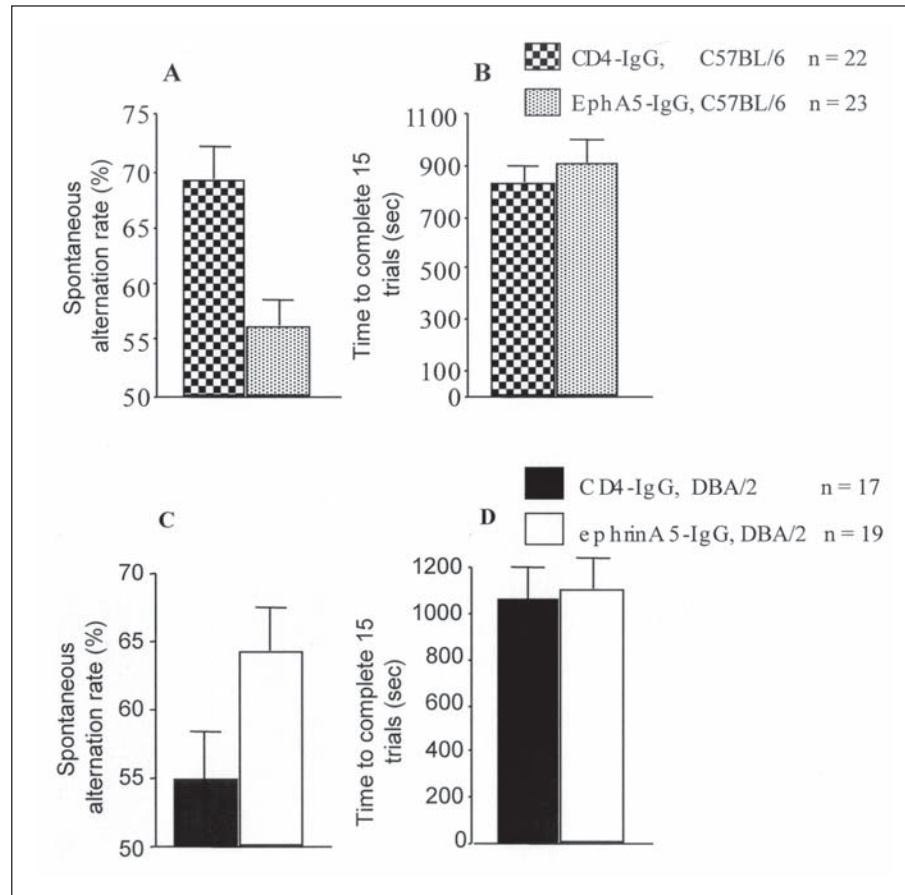 A
B
CD4-IgG, C57BL/6 n = 22
EphA5-IgG, C57BL/6 n = 23
Spontaneous
alternation rate (%)
75
70
65
60
55
50
Time to complete 15
trials (sec)
1100
900
700
500
300
100
0
C
D
CD4-IgG, DBA/2 n = 17
ephrinA5-IgG, DBA/2 n = 19
Spontaneous
alternation rate (%)
70
65
60
55
50
Time to complete 15
trials (sec)
1200
1000
800
600
400
200
0